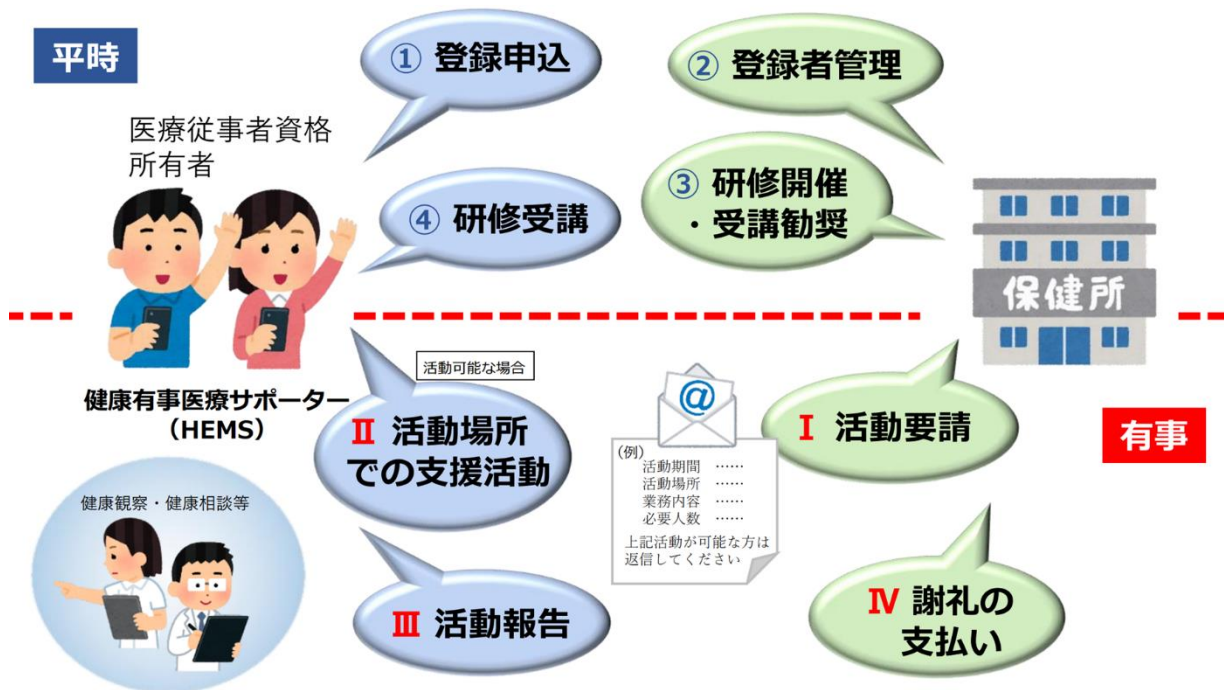 平時
① 登録申込
② 登録者管理
医療従事者資格
所有者
③ 研修開催
・受講勧奨
④ 研修受講
保健所
健康有事医療サポーター
（HEMS）
活動可能な場合
Ⅱ 活動場所
での支援活動
@
（例）
活動期間 ……
活動場所 ……
業務内容 ……
必要人数 ……
上記活動が可能な方は
返信してください
Ⅰ 活動要請
有事
健康観察・健康相談等
Ⅲ 活動報告
Ⅳ 謝礼の
支払い